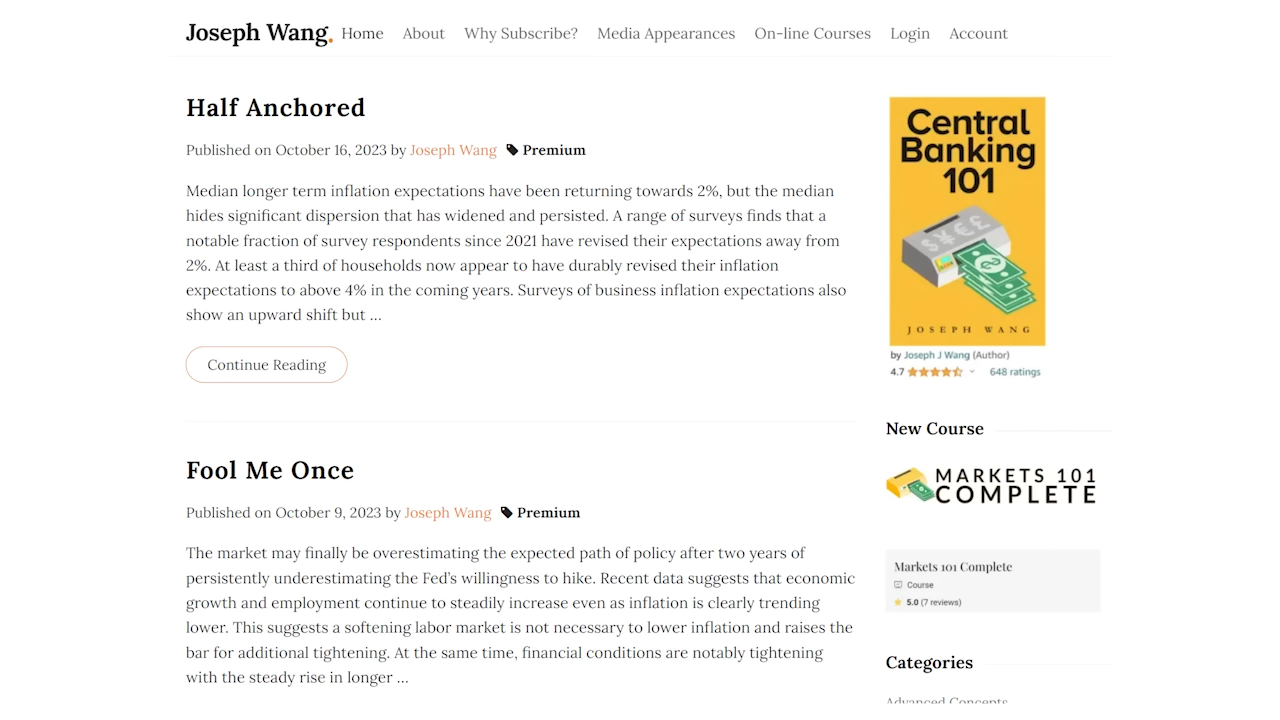 Joseph Wang. Home About Why Subscribe? Media Appearances On-line Courses Login Account
Half Anchored
Published on October 16, 2023 by Joseph Wang Premium
Median longer term inflation expectations have been returning towards 2%, but the median
hides significant dispersion that has widened and persisted. A range of surveys finds that a
notable fraction of survey respondents since 2021 have revised their expectations away from
2%. At least a third of households now appear to have durably revised their inflation
expectations to above 4% in the coming years. Surveys of business inflation expectations also
show an upward shift but …
Continue Reading
Fool Me Once
Published on October 9, 2023 by Joseph Wang Premium
The market may finally be overestimating the expected path of policy after two years of
persistently underestimating the Fed’s willingness to hike. Recent data suggests that economic
growth and employment continue to steadily increase even as inflation is clearly trending
lower. This suggests a softening labor market is not necessary to lower inflation and raises the
bar for additional tightening. At the same time, financial conditions are notably tightening
with the steady rise in longer …
Central
Banking
101
$¥€£
JOSEPH WANG
by Joseph J Wang (Author)
4.7 648 ratings
New Course
MARKETS 101
COMPLETE
Markets 101 Complete
Course
5.0 (7 reviews)
Categories
Advanced Concepts